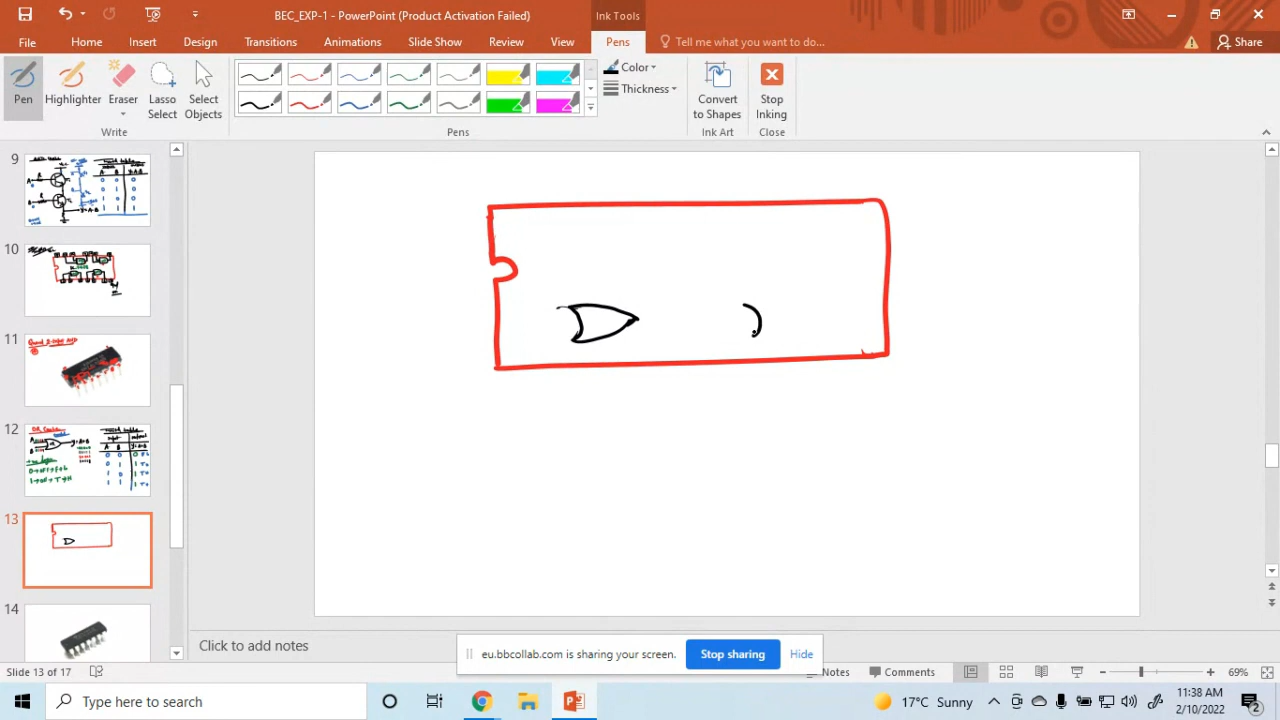 BEC_EXP-1 - PowerPoint (Product Activation Failed)
Ink Tools
File Home Insert Design Transitions Animations Slide Show Review View Pens Tell me what you want to do... Share
Pen Highlighter Eraser Lasso Select Select Objects
Color
Thickness
Convert to Shapes
Stop Inking
Write
Pens
Ink Art
Close
9
10
11
12
13
14
Click to add notes
eu.bbcollab.com is sharing your screen. Stop sharing Hide
Slide 13 of 17
Notes Comments 69%
Type here to search
17°C Sunny
11:38 AM
2/10/2022
2